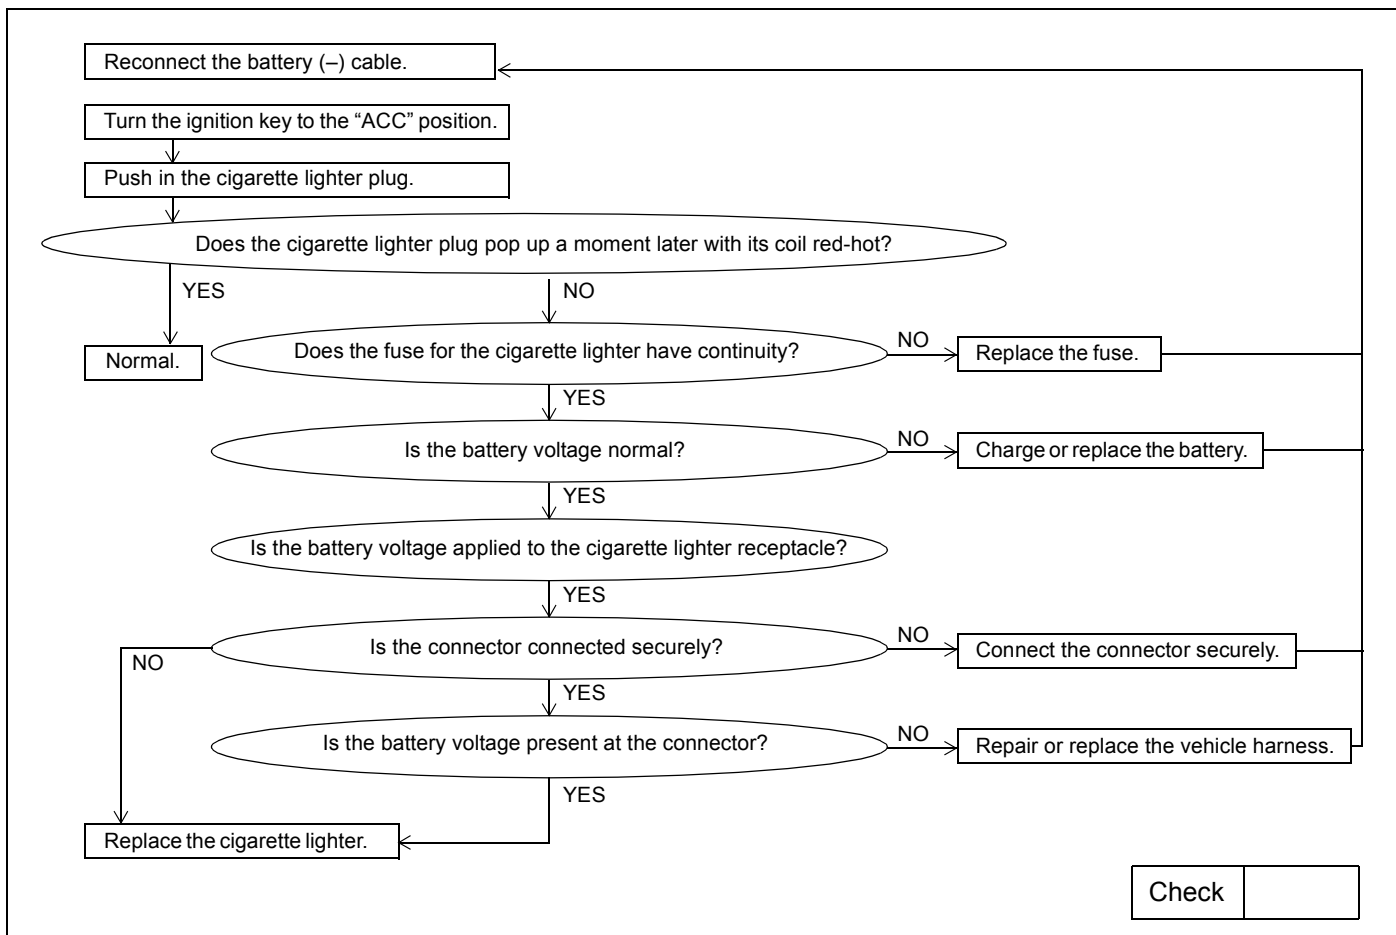 Reconnect the battery (–) cable.
Turn the ignition key to the “ACC” position.
Push in the cigarette lighter plug.
Does the cigarette lighter plug pop up a moment later with its coil red-hot?
YES
NO
Normal.
Does the fuse for the cigarette lighter have continuity?
NO
Replace the fuse.
YES
Is the battery voltage normal?
NO
Charge or replace the battery.
YES
Is the battery voltage applied to the cigarette lighter receptacle?
YES
Is the connector connected securely?
NO
Connect the connector securely.
NO
YES
Is the battery voltage present at the connector?
NO
Repair or replace the vehicle harness.
YES
Replace the cigarette lighter.
Check